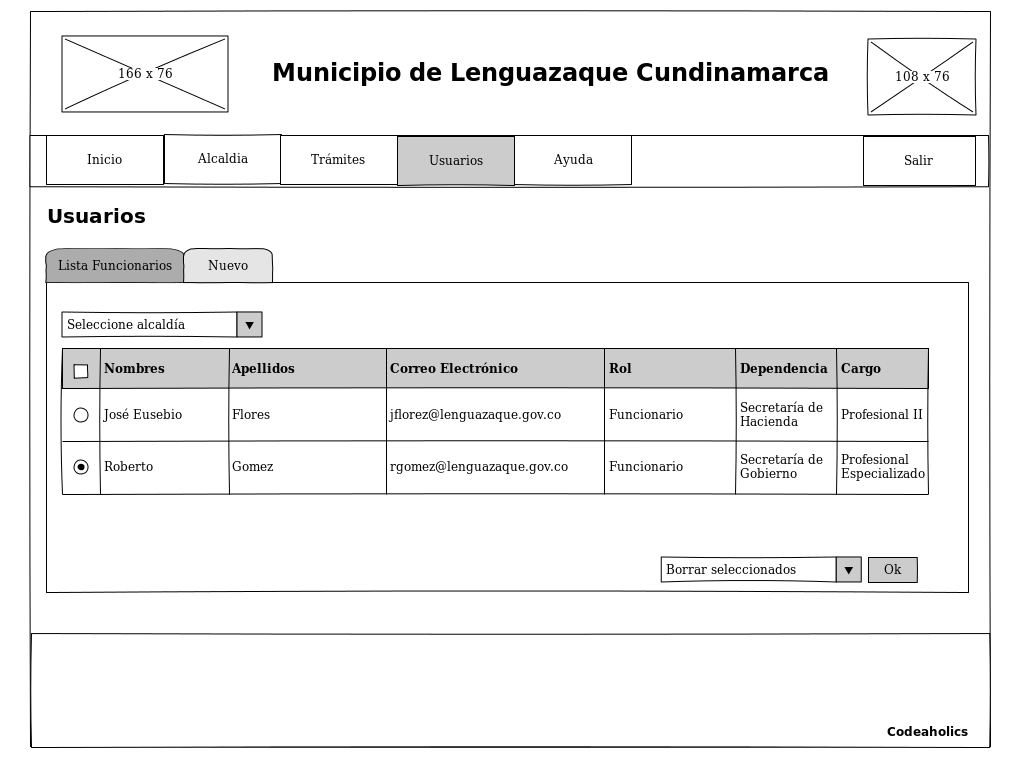 166 x 76
Municipio de Lenguazaque Cundinamarca
108 x 76
Inicio
Alcaldia
Trámites
Usuarios
Ayuda
Salir
Usuarios
Lista Funcionarios
Nuevo
Seleccione alcaldía
Nombres
Apellidos
Correo Electrónico
Rol
Dependencia
Cargo
José Eusebio
Flores
jflorez@lenguazaque.gov.co
Funcionario
Secretaría de
Hacienda
Profesional II
Roberto
Gomez
rgomez@lenguazaque.gov.co
Funcionario
Secretaría de
Gobierno
Profesional
Especializado
Borrar seleccionados
Ok
Codeaholics